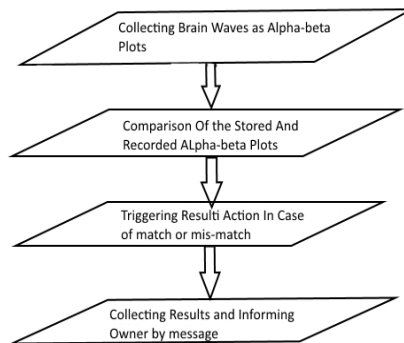 Collecting Brain Waves as Alpha-beta
Plots
Comparison Of the Stored And
Recorded ALpha-beta Plots
Triggering Resulti Action In Case
of match or mis-match
Collecting Results and Informing
Owner by message